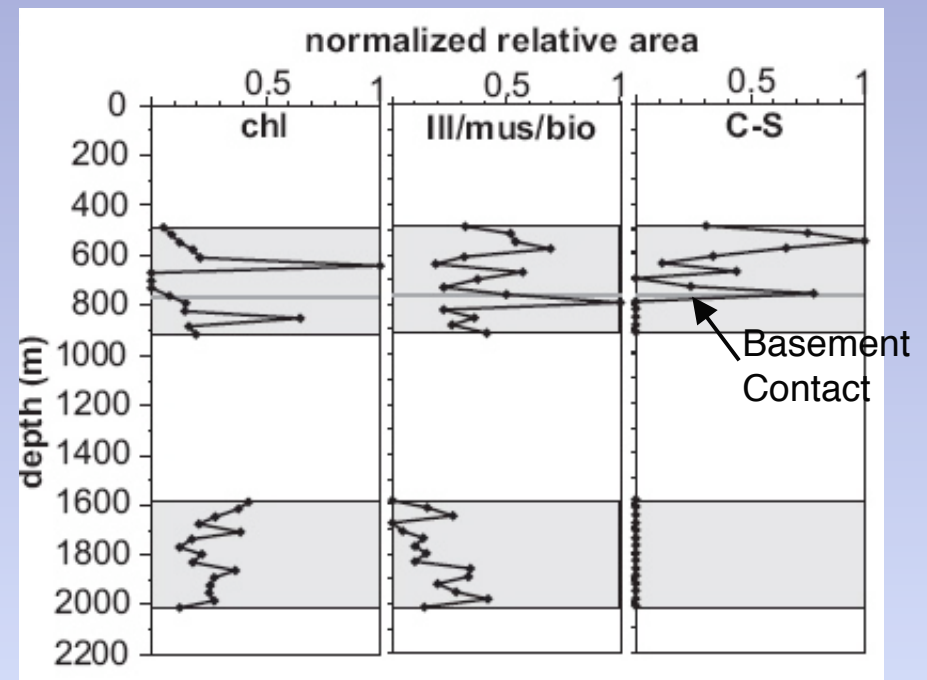 normalized relative area
0.5 1 0.5 1 0.5 1
chl Ill/mus/bio C-S
depth (m)
0
200
400
600
800
1000
1200
1400
1600
1800
2000
2200
Basement
Contact